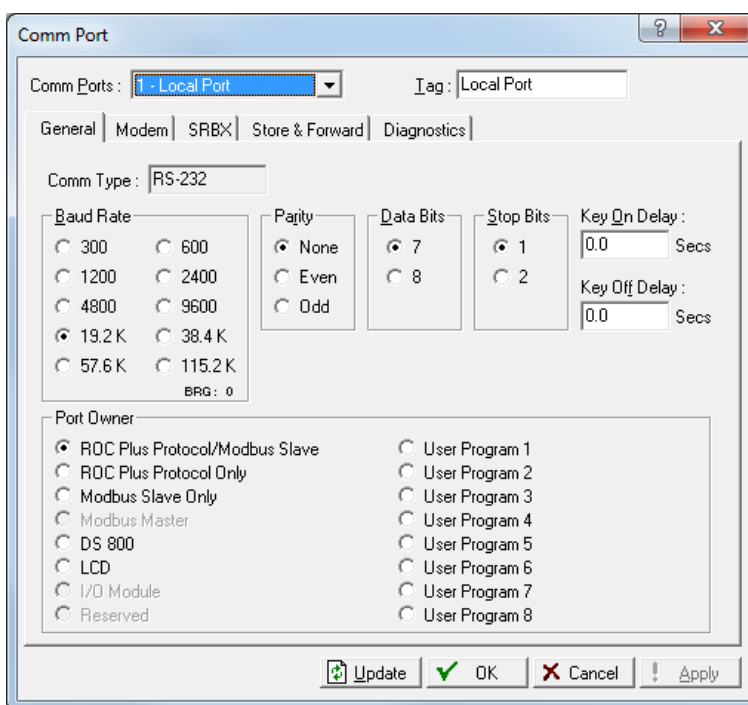 Comm Port
Comm Ports : 1 - Local Port Tag : Local Port
General Modem SRBX Store & Forward Diagnostics
Comm Type : RS-232
Baud Rate Parity Data Bits Stop Bits Key On Delay :
300 600 None 7 1 0.0 Secs
1200 2400 Even 8 2 Key Off Delay :
4800 9600 Odd 0.0 Secs
19.2 K 38.4 K
57.6 K 115.2 K
BRG: 0
Port Owner
ROC Plus Protocol/Modbus Slave User Program 1
ROC Plus Protocol Only User Program 2
Modbus Slave Only User Program 3
Modbus Master User Program 4
DS 800 User Program 5
LCD User Program 6
I/O Module User Program 7
Reserved User Program 8
Update OK Cancel Apply